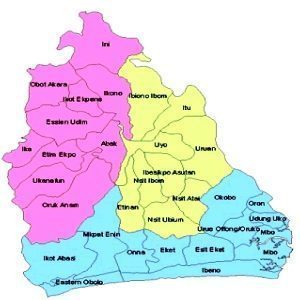 Ini
Obot Akara
Ikono
Ibiono Ibom
Ikot Ekpene
Itu
Essien Udim
Uyo
Uruan
Ika
Abak
Etim Ekpo
Ibesikpo Asutan
Nsit Ibom
Ukanafun
Nsit Atai
Okobo
Oruk Anam
Etinan
Oron
Nsit Ubium
Udung Uko
Mkpat Enin
Urue Offong/Oruko
Mbo
Onna
Eket
Esit Eket
Mbo
Ikot Abasi
Ibeno
Eastern Obolo